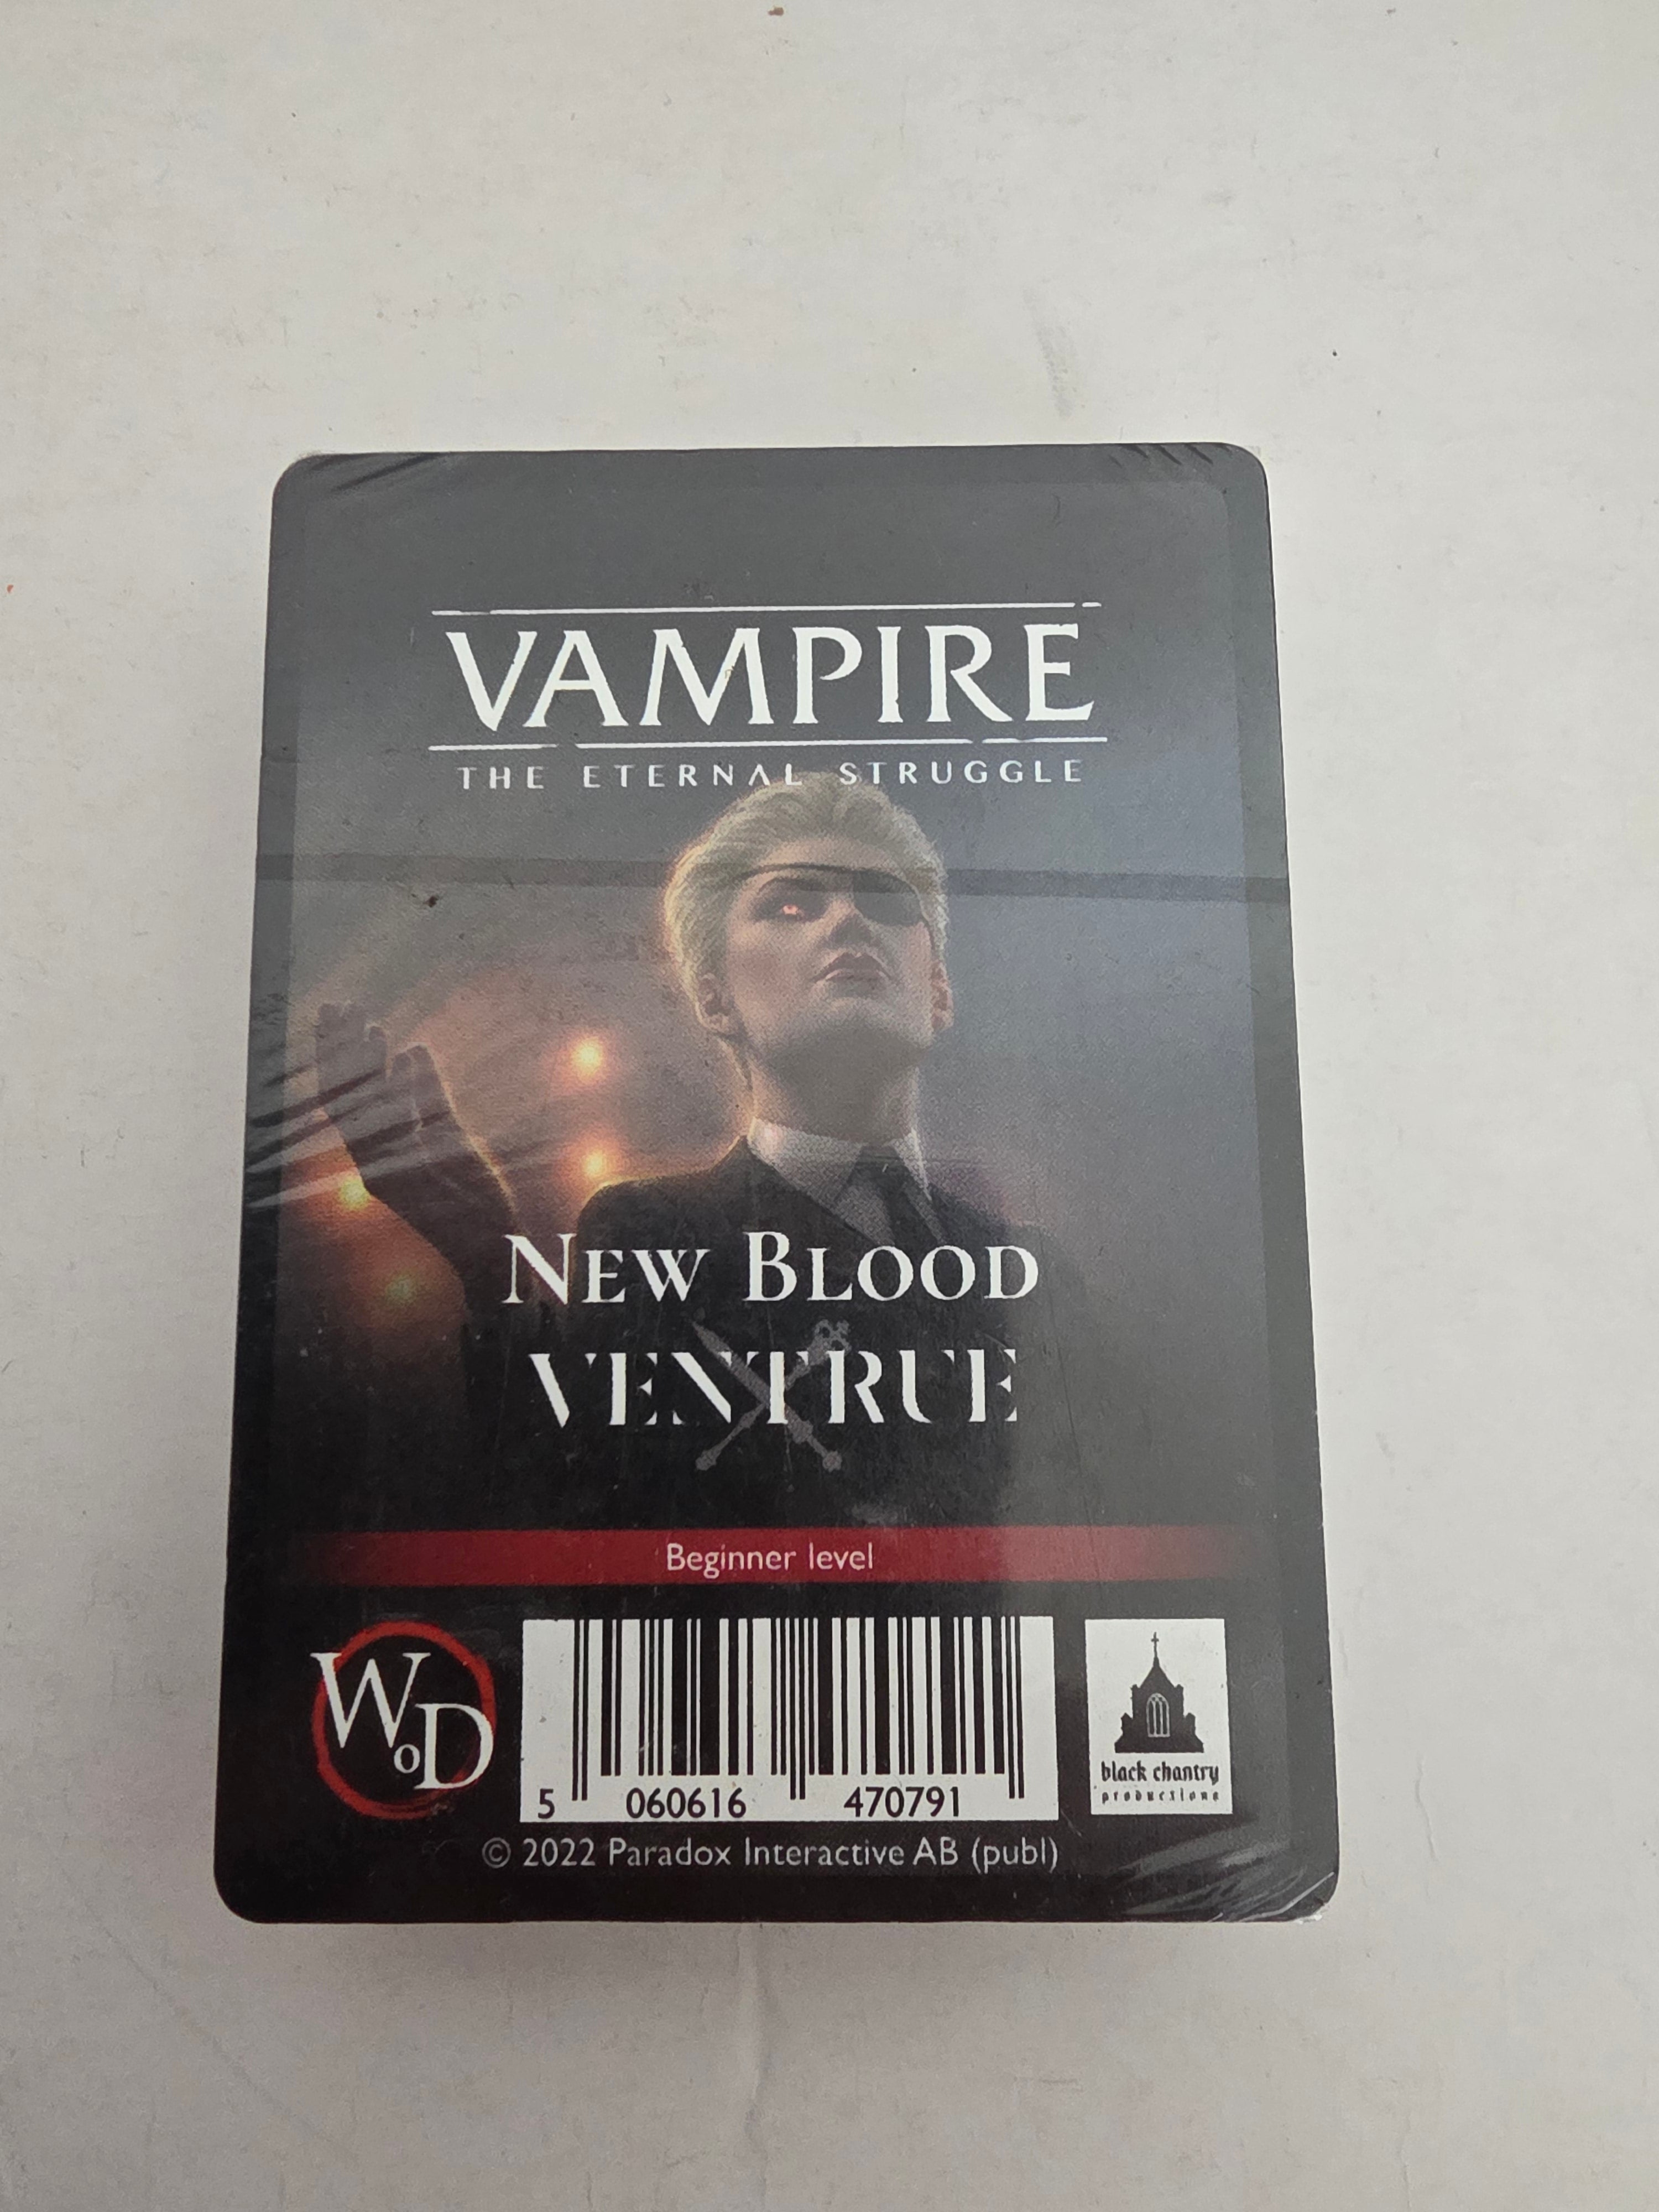 VAMPIRE
THE ETERNAL STRUGGLE
NEW BLOOD
VENTRUE
Beginner level
WoD
5 060616 470791
black chantry
productions
© 2022 Paradox Interactive AB (publ)